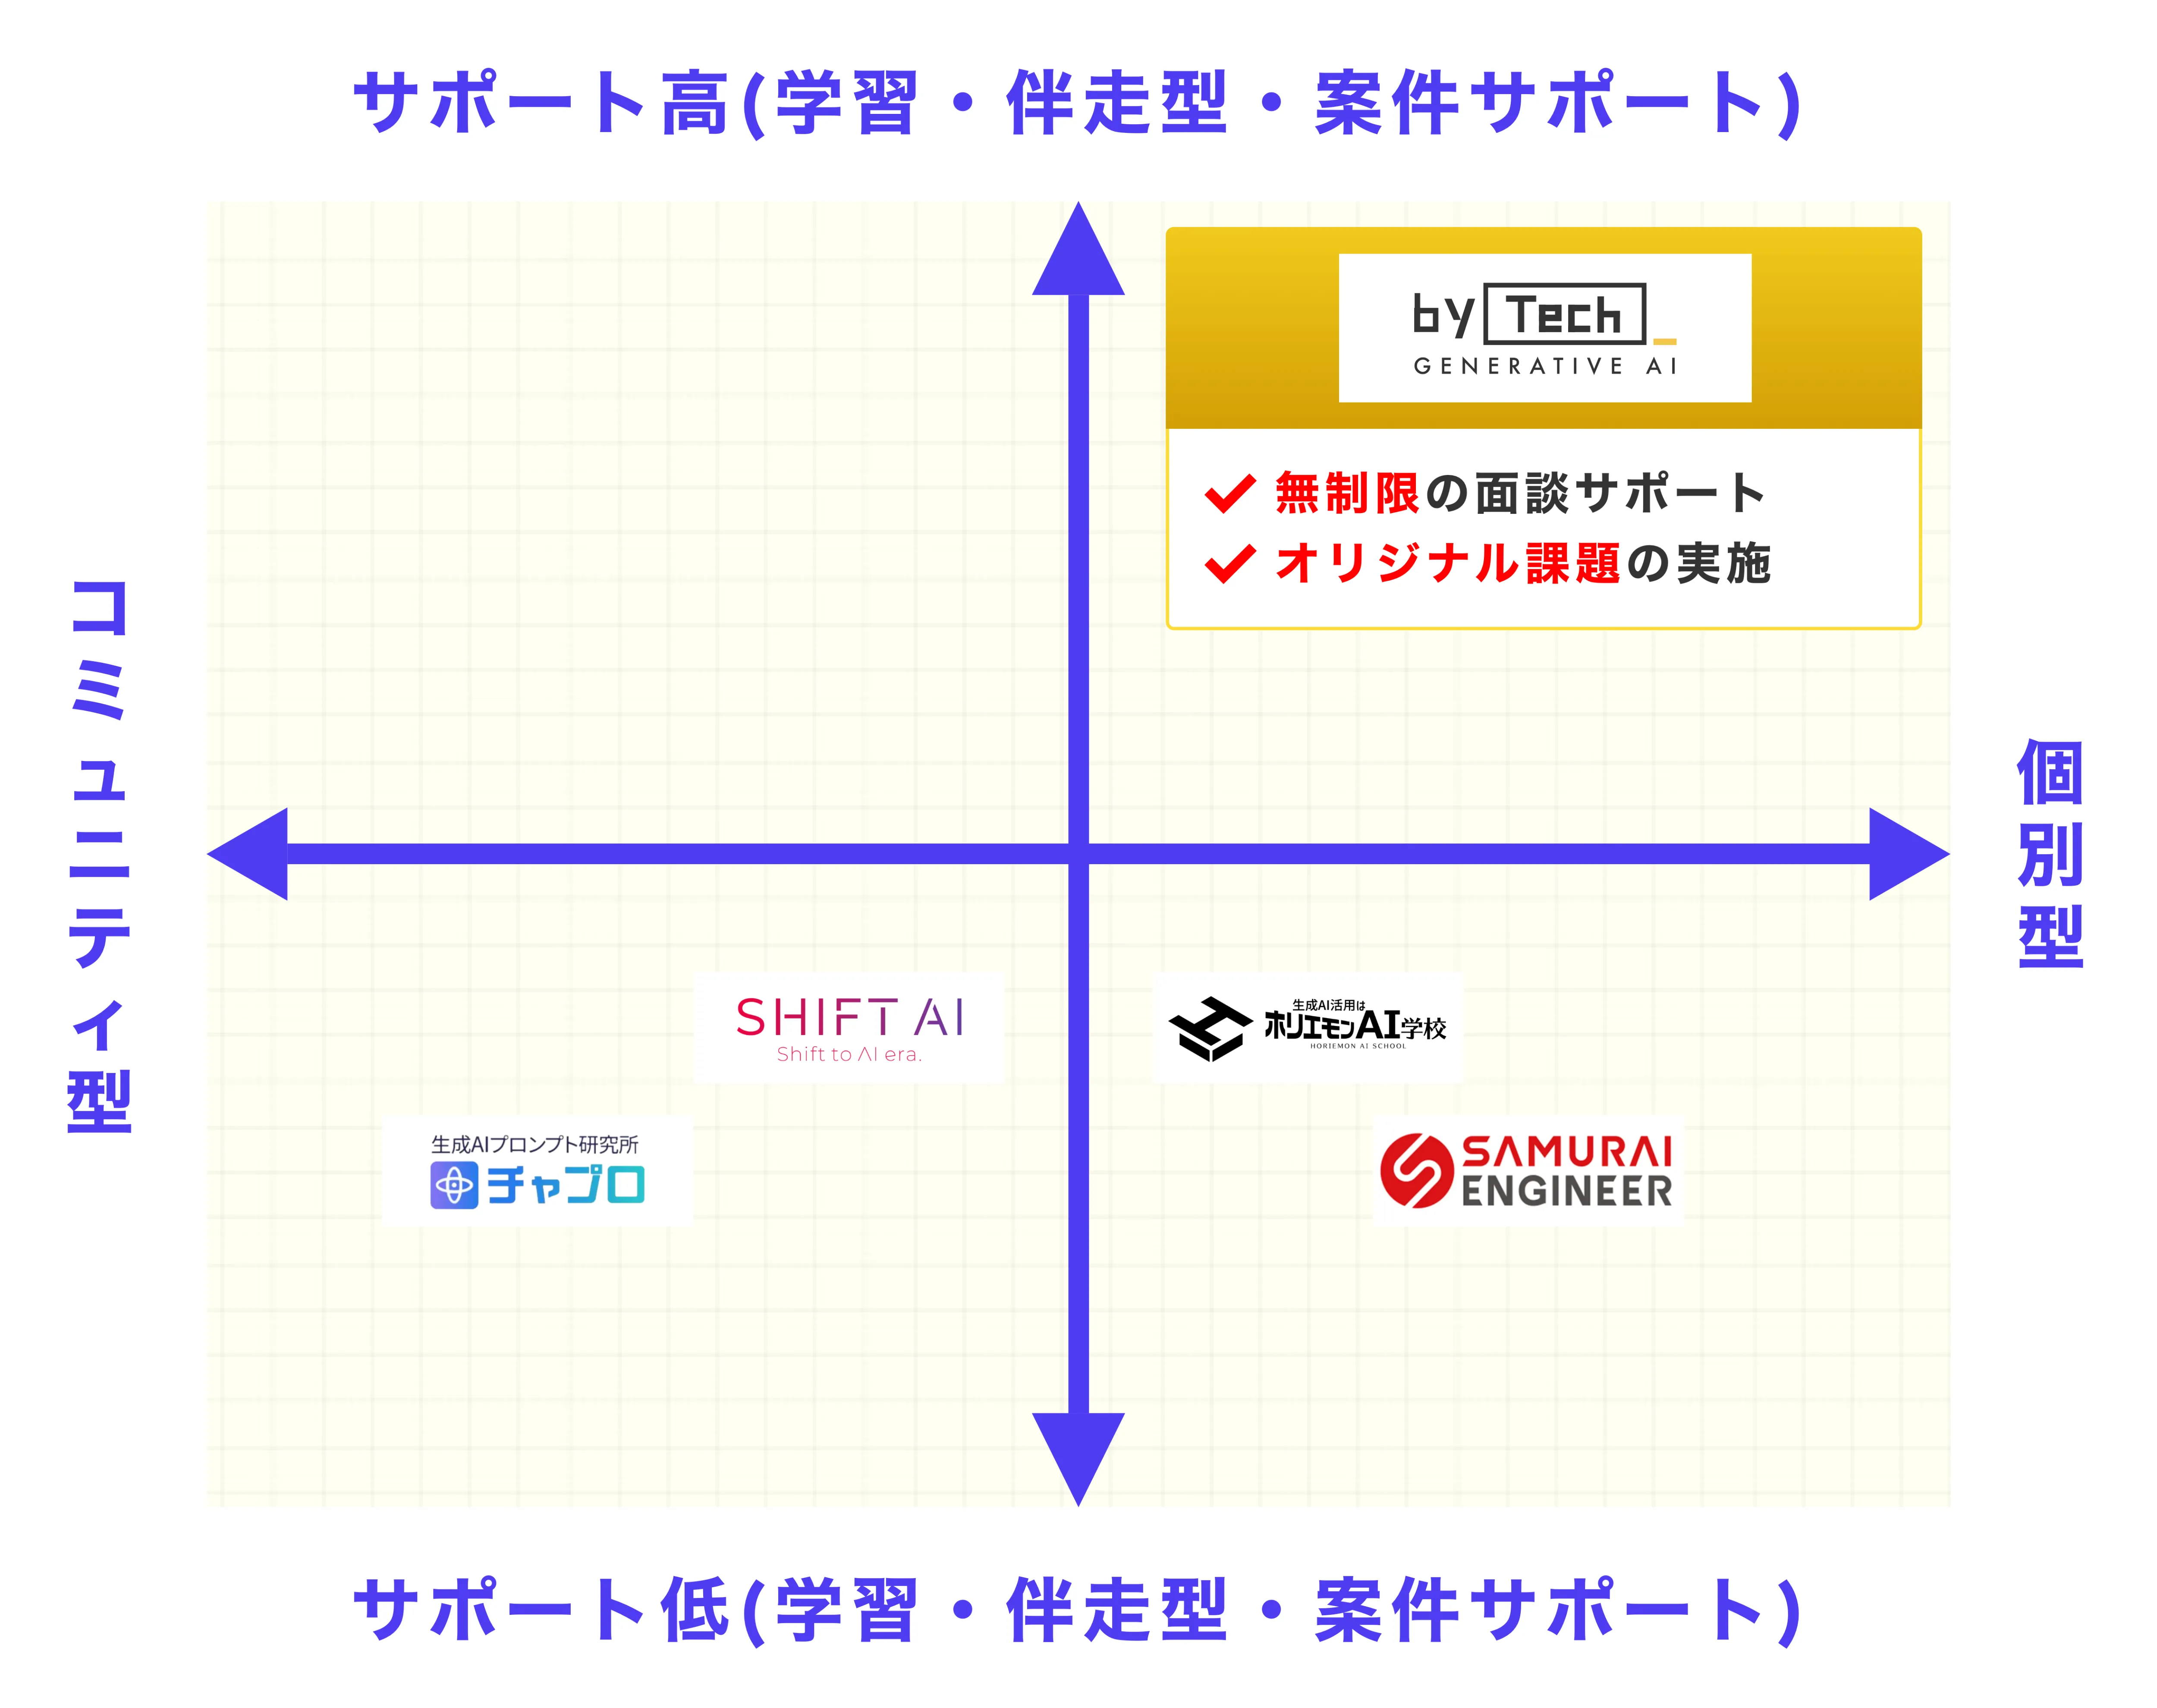 サポート高(学習・伴走型・案件サポート)
by Tech_
GENERATIVE AI
無制限の面談サポート
オリジナル課題の実施
コミュニティ型
個別型
SHIFT AI
Shift to AI era.
生成AI活用は
ホリエモンAI学校
HORIEMON AI SCHOOL
生成AIプロンプト研究所
チャプロ
SAMURAI
ENGINEER
サポート低(学習・伴走型・案件サポート)